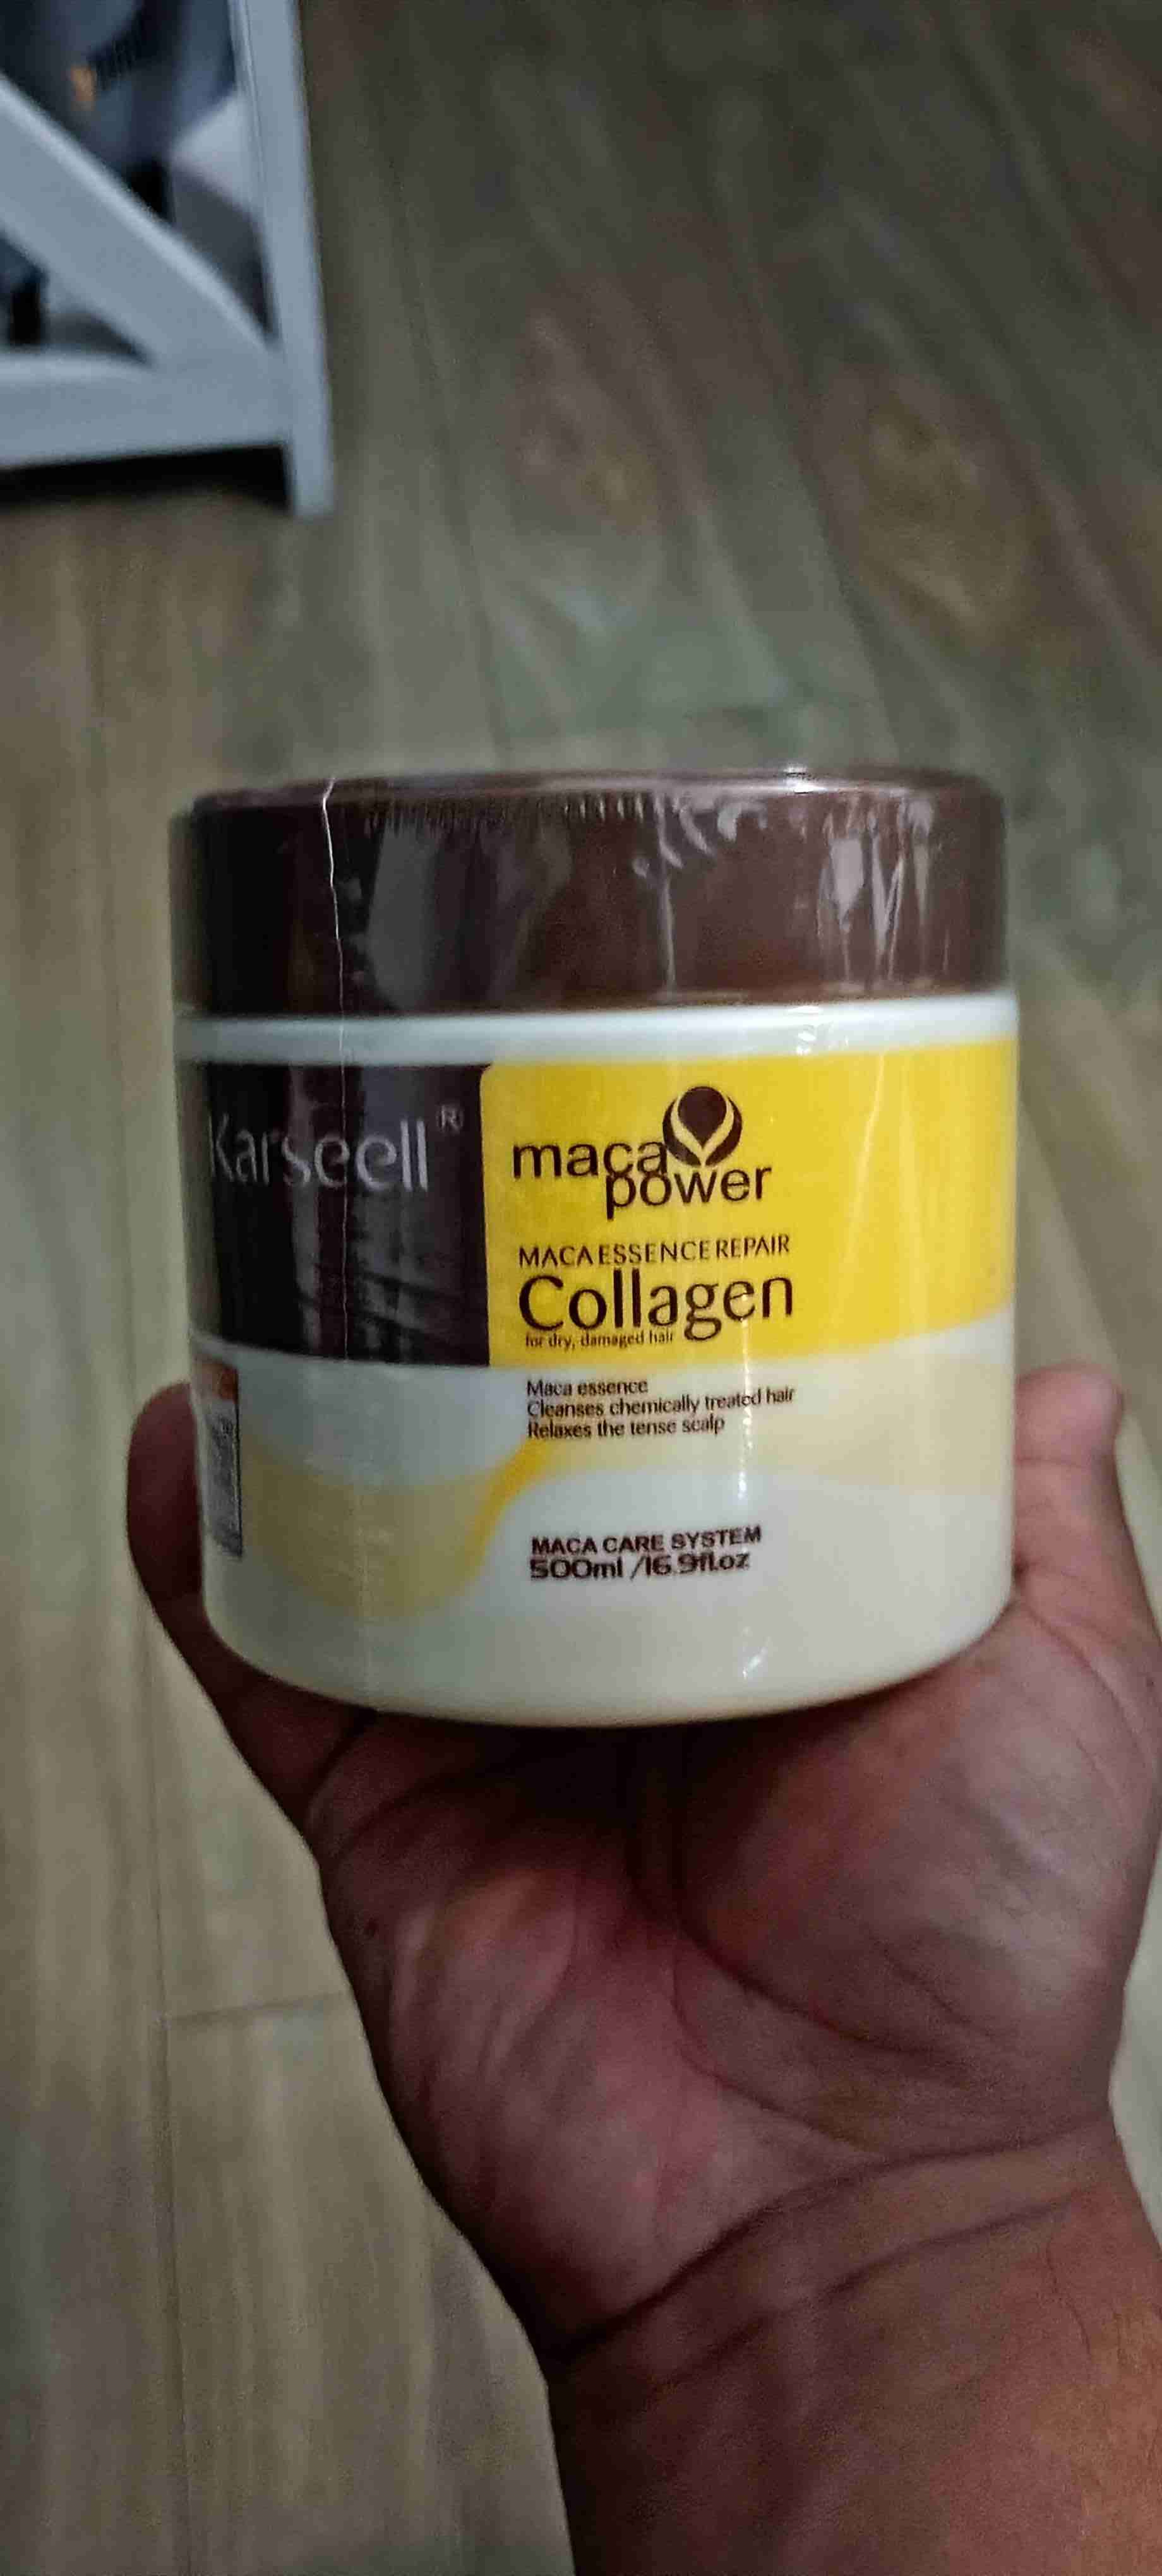 Karseell®
maca
power
MACA ESSENCE REPAIR
Collagen
for dry, damaged hair
Maca essence
Cleanses chemically treated hair
Relaxes the tense scalp
MACA CARE SYSTEM
500ml /16.9fl.oz